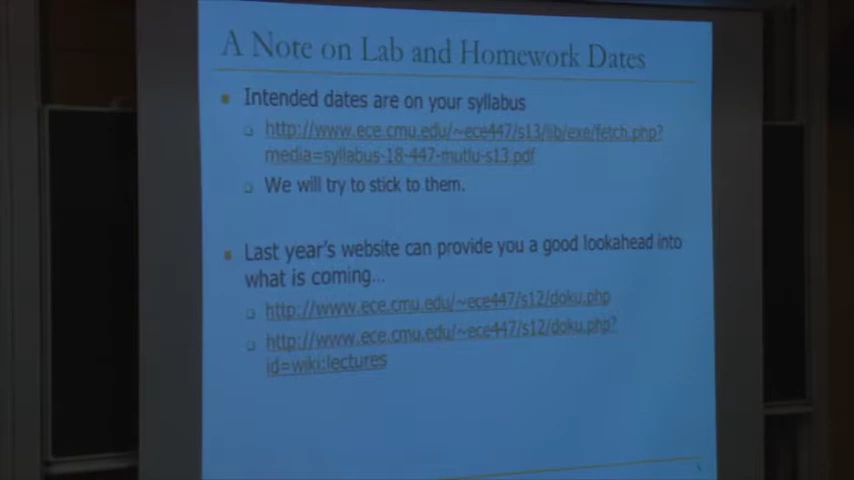 A Note on Lab and Homework Dates
Intended dates are on your syllabus
http://www.ece.cmu.edu/~ece447/s13/lib/exe/fetch.php?
media=syllabus-18-447-mutlu-s13.pdf
We will try to stick to them.
Last year's website can provide you a good lookahead into
what is coming...
http://www.ece.cmu.edu/~ece447/s12/doku.php
http://www.ece.cmu.edu/~ece447/s12/doku.php?
id=wiki:lectures